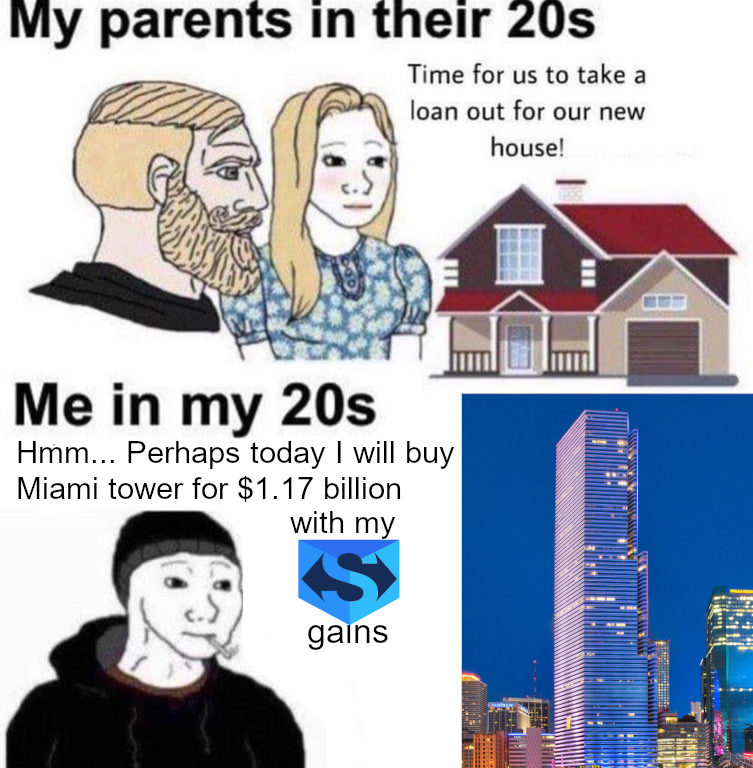 My parents in their 20s
Time for us to take a
loan out for our new
house!
Me in my 20s
Hmm... Perhaps today I will buy
Miami tower for $1.17 billion
with my
S
gains